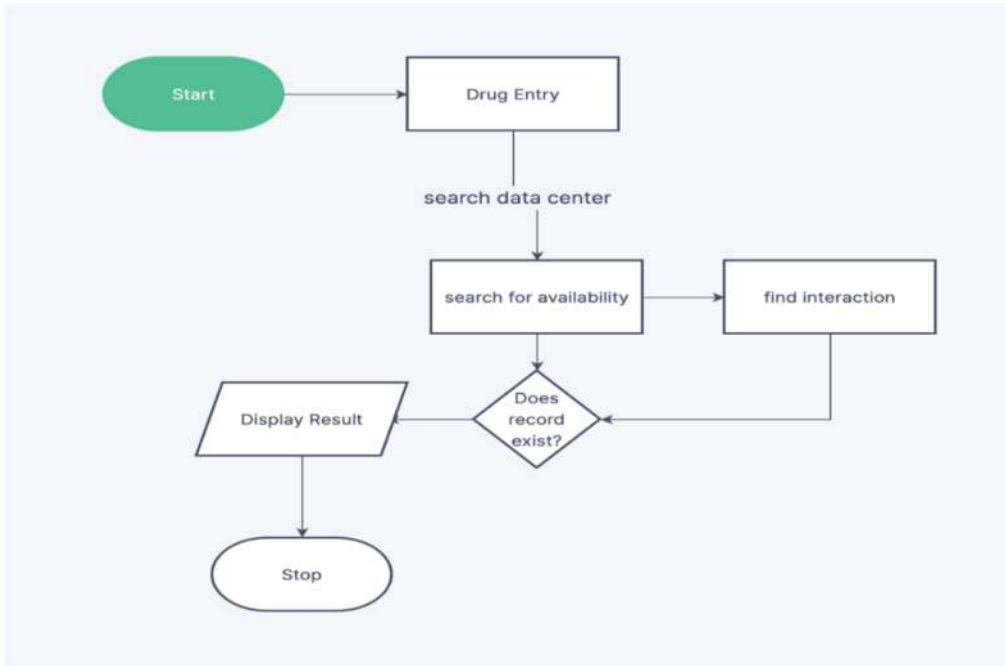 Start
Drug Entry
search data center
search for availability
find interaction
Does
record
exist?
Display Result
Stop